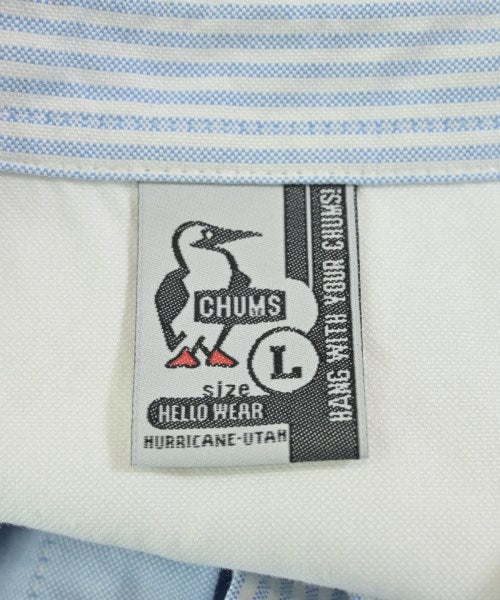 CHUMS
L
size
HELLO WEAR
HURRICANE-UTAH
HANG WITH YOUR CHUMS!